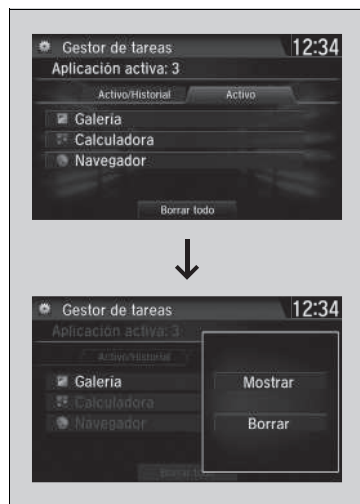 Gestor de tareas 12:34
Aplicación activa: 3
Activo/Historial Activo
Galería
Calculadora
Navegador
Borrar todo
Gestor de tareas 12:34
Aplicación activa: 3
Activo/Historial
Galería Mostrar
Calculadora
Navegador Borrar
Borrar todo